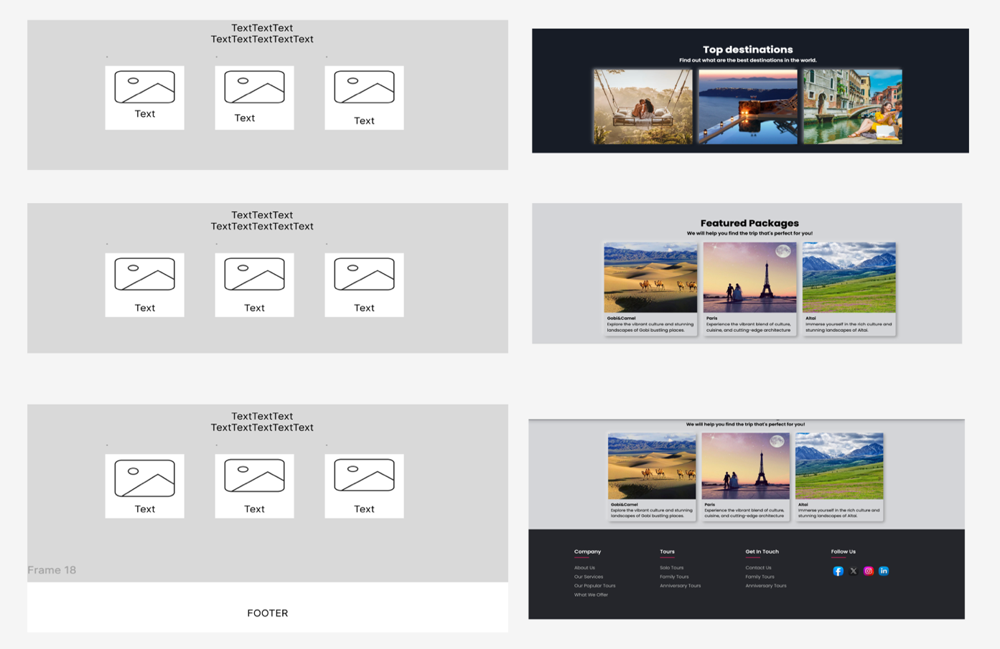 TextTextText
TextTextTextTextText
Text
Text
Text
Top destinations
Find out what are the best destinations in the world.
TextTextText
TextTextTextTextText
Text
Text
Text
Featured Packages
We will help you find the trip that's perfect for you!
Gobi&Camel
Explore the vibrant culture and stunning
landscapes of Gobi bustling places.
Paris
Experience the vibrant blend of culture,
cuisine, and cutting-edge architecture
Altai
Immerse yourself in the rich culture and
stunning landscapes of Altai.
TextTextText
TextTextTextTextText
Text
Text
Text
Frame 18
FOOTER
We will help you find the trip that's perfect for you!
Gobi&Camel
Explore the vibrant culture and stunning
landscapes of Gobi bustling places.
Paris
Experience the vibrant blend of culture,
cuisine, and cutting-edge architecture
Altai
Immerse yourself in the rich culture and
stunning landscapes of Altai.
Company
About Us
Our Services
Our Popular Tours
What We Offer
Tours
Solo Tours
Family Tours
Anniversary Tours
Get In Touch
Contact Us
Family Tours
Anniversary Tours
Follow Us